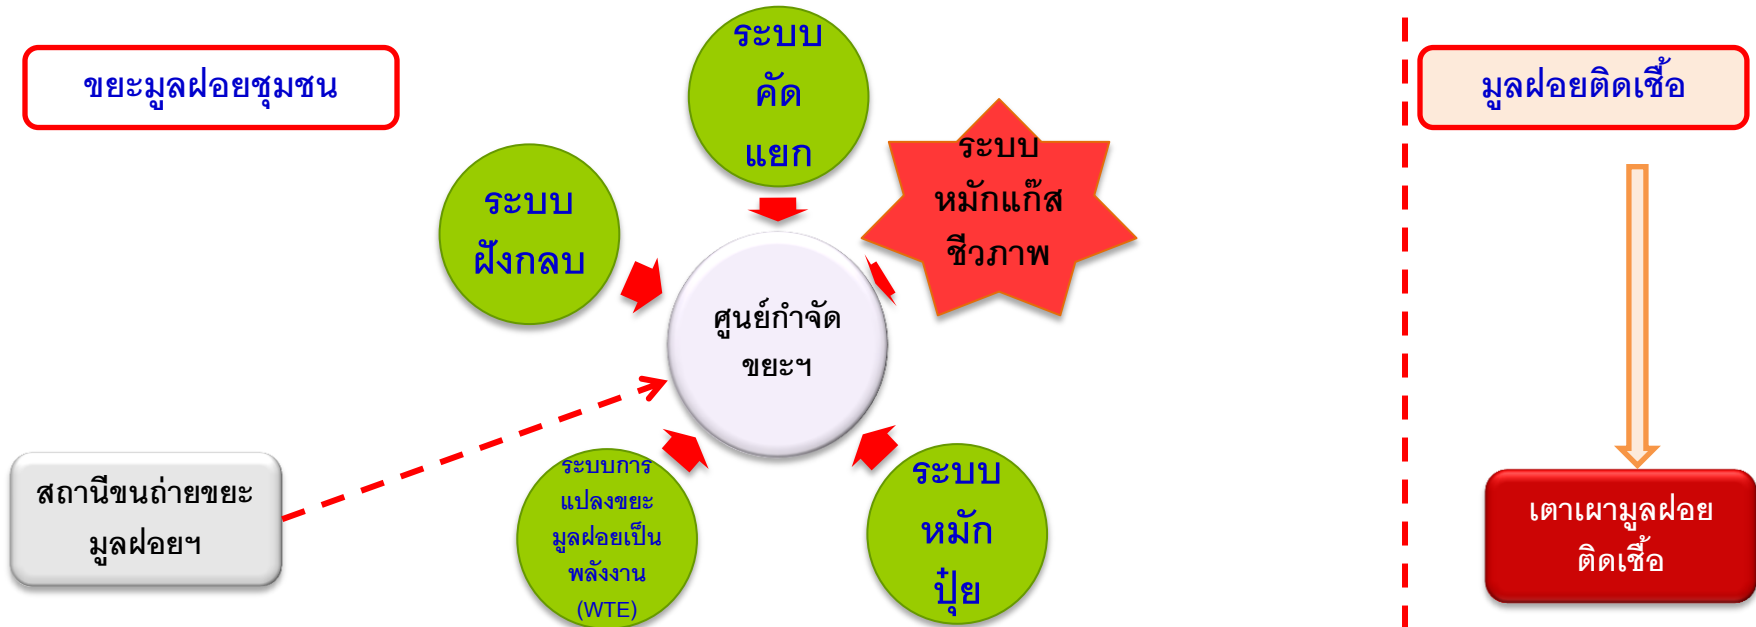 ขยะมูลฝอยชุมชน
ระบบ
คัด
แยก
มูลฝอยติดเชื้อ
ระบบ
หมักแก๊ส
ชีวภาพ
ระบบ
ฝังกลบ
ศูนย์กำจัด
ขยะฯ
สถานีขนถ่ายขยะ
มูลฝอยฯ
ระบบการ
แปลงขยะ
มูลฝอยเป็น
พลังงาน
(WTE)
ระบบ
หมัก
ปุ๋ย
เตาเผามูลฝอย
ติดเชื้อ